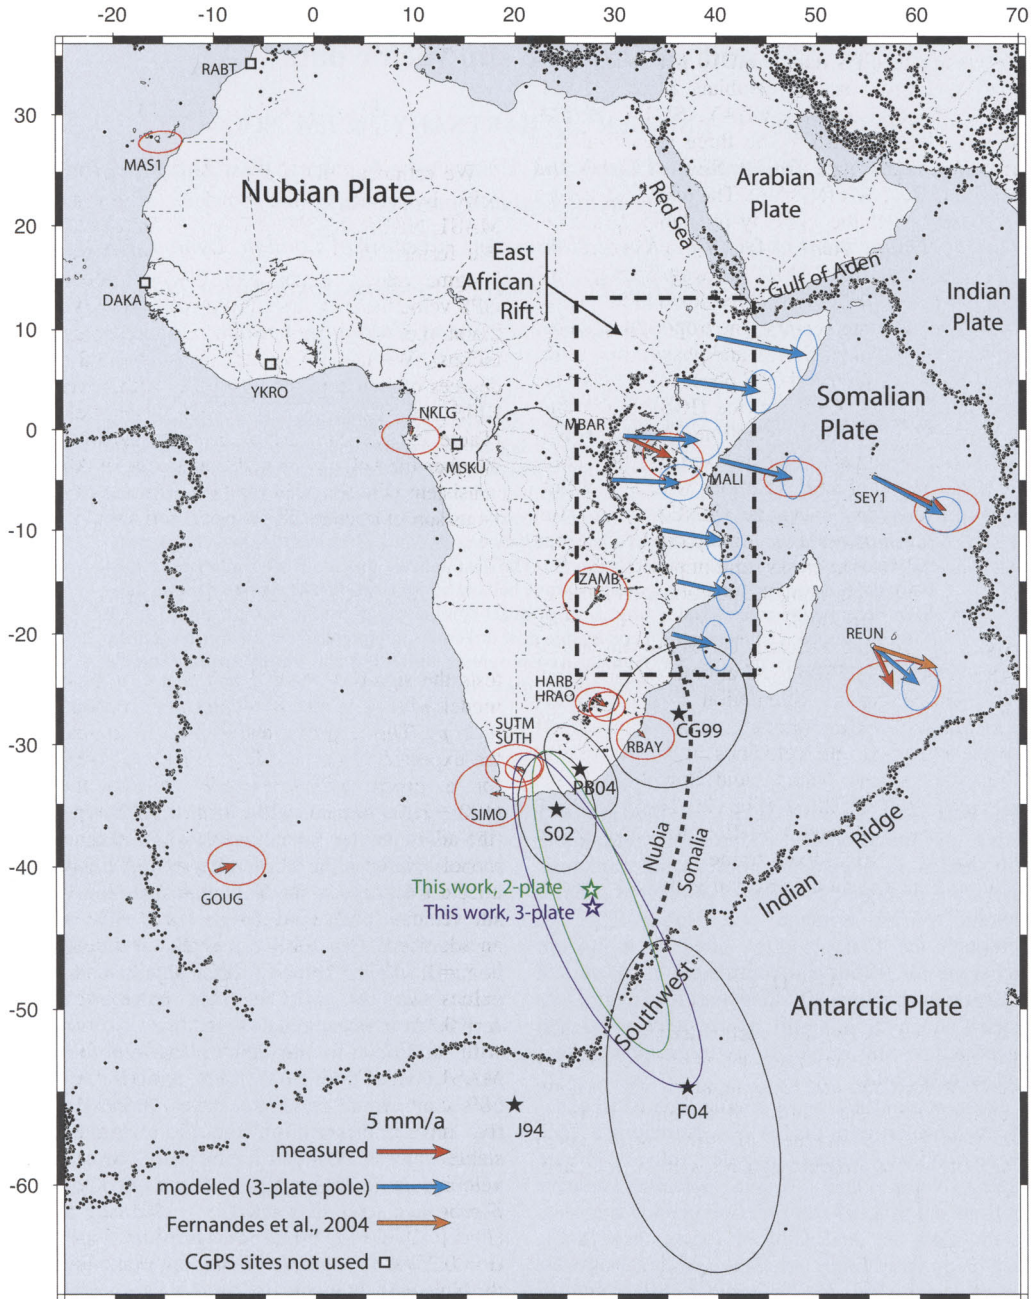 -20 -10 0 10 20 30 40 50 60 70
30
20
10
0
-10
-20
-30
-40
-50
-60
RABT
MAS1
Nubian Plate
Arabian
Plate
Red Sea
Gulf of Aden
East
African
Rift
Indian
Plate
DAKA
YKRO
NKLG
MSKU
MBAR
MALI
Somalian
Plate
SEY1
ZAMB
REUN
HARB
HRAO
SUTM
SUTH
SIMO
RBAY
CG99
PB04
S02
GOUG
Nubia
Somalia
This work, 2-plate
This work, 3-plate
Southwest
Indian
Ridge
Antarctic Plate
J94
F04
5 mm/a
measured
modeled (3-plate pole)
Fernandes et al., 2004
CGPS sites not used